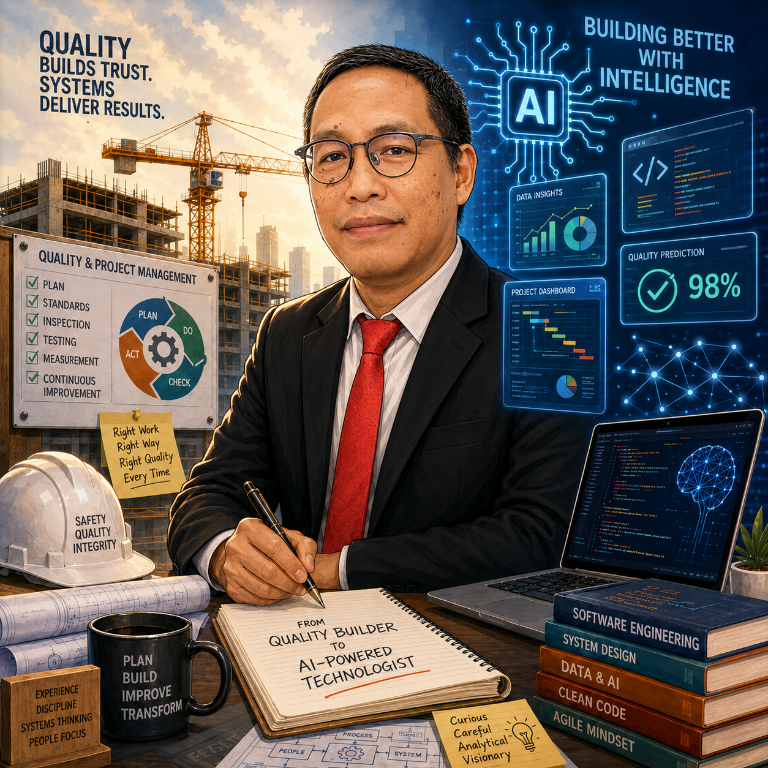 QUALITY
BUILDS TRUST.
SYSTEMS
DELIVER RESULTS.
BUILDING BETTER
WITH
INTELLIGENCE
AI
</>
DATA INSIGHTS
QUALITY PREDICTION
98%
PROJECT DASHBOARD
QUALITY & PROJECT MANAGEMENT
PLAN
STANDARDS
INSPECTION
TESTING
MEASUREMENT
CONTINUOUS
IMPROVEMENT
PLAN
DO
CHECK
ACT
Right Work
Right Way
Right Quality
Every Time
SAFETY
QUALITY
INTEGRITY
PLAN
BUILD
IMPROVE
TRANSFORM
EXPERIENCE
DISCIPLINE
SYSTEMS THINKING
PEOPLE FOCUS
FROM
QUALITY BUILDER
TO
AI-POWERED
TECHNOLOGIST
SOFTWARE ENGINEERING
SYSTEM DESIGN
DATA & AI
CLEAN CODE
AGILE MINDSET
PROCESS
PEOPLE
SYSTEM
Curious
Careful
Analytical
Visionary